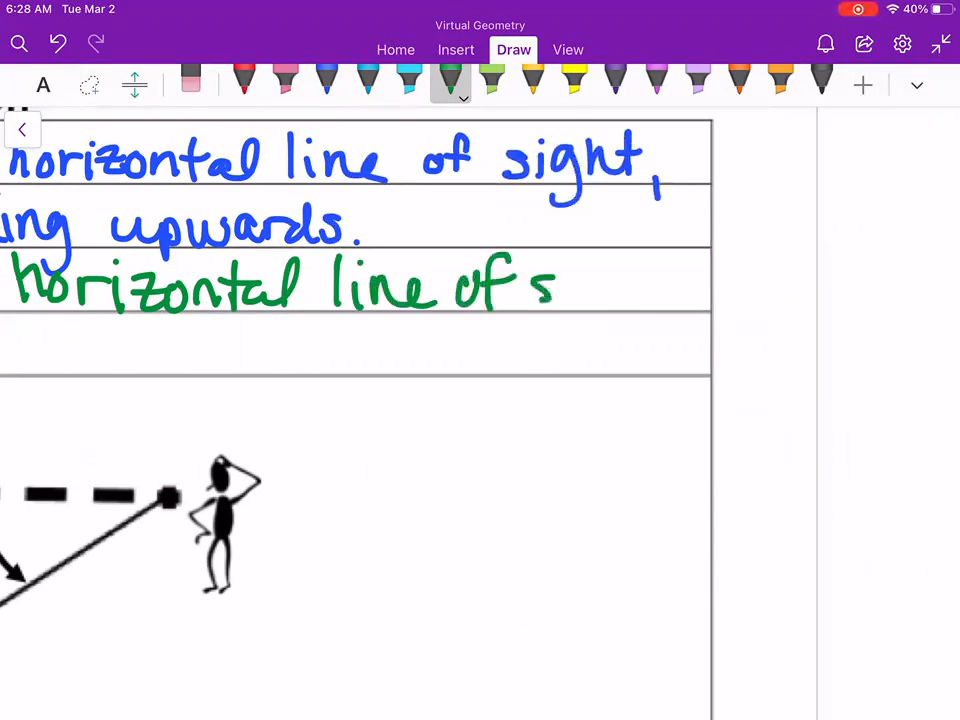 6:28 AM Tue Mar 2
40%
Virtual Geometry
Home Insert Draw View
A
horizontal line of sight,
ing upwards.
horizontal line of s